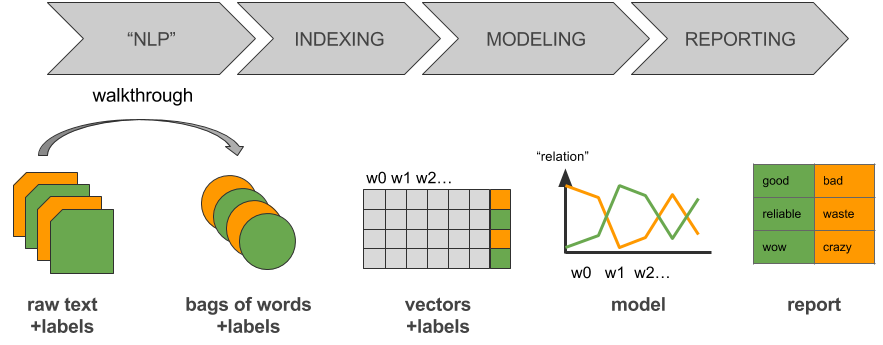 “NLP”
INDEXING
MODELING
REPORTING
walkthrough
w0 w1 w2…
“relation”
good
bad
reliable
waste
wow
crazy
w0 w1 w2…
raw text
+labels
bags of words
+labels
vectors
+labels
model
report